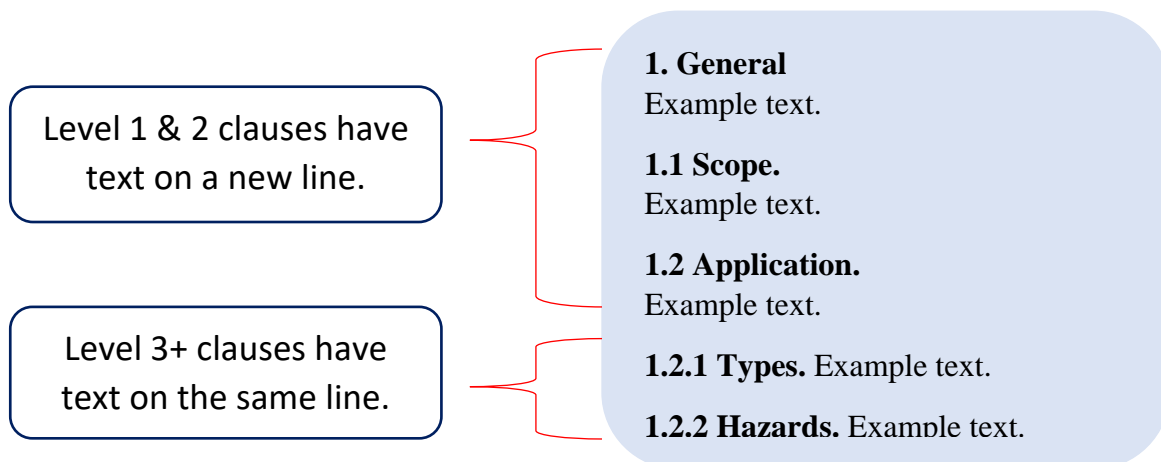 Level 1 & 2 clauses have
text on a new line.
Level 3+ clauses have
text on the same line.
1. General
Example text.
1.1 Scope.
Example text.
1.2 Application.
Example text.
1.2.1 Types. Example text.
1.2.2 Hazards. Example text.